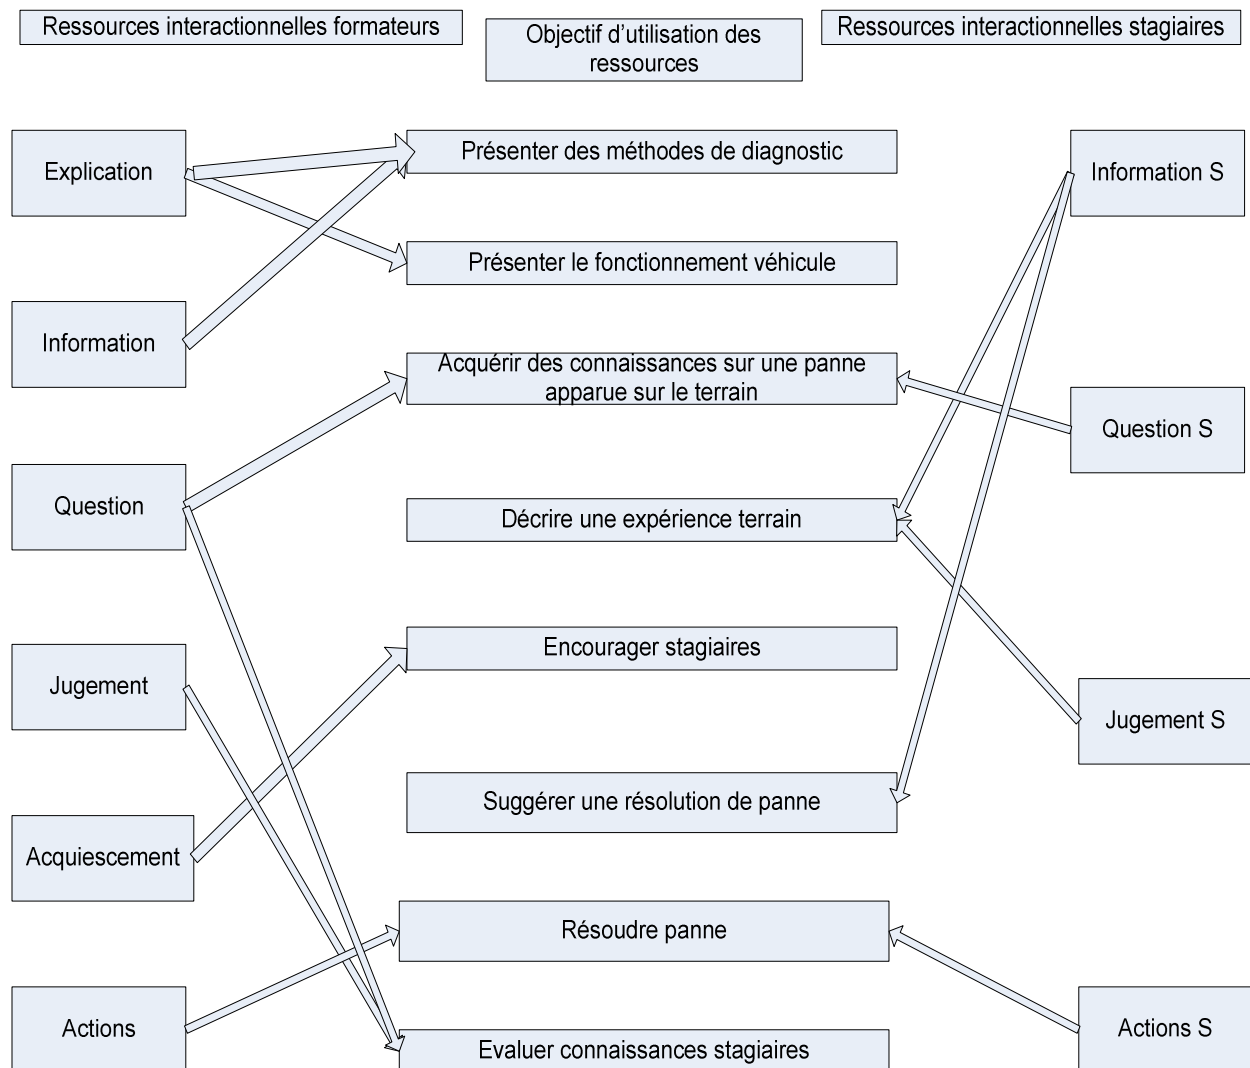 Ressources interactionnelles formateurs
Objectif d’utilisation des
ressources
Ressources interactionnelles stagiaires
Explication
Information
Question
Jugement
Acquiescement
Actions
Présenter des méthodes de diagnostic
Présenter le fonctionnement véhicule
Acquérir des connaissances sur une panne
apparue sur le terrain
Décrire une expérience terrain
Encourager stagiaires
Suggérer une résolution de panne
Résoudre panne
Evaluer connaissances stagiaires
Information S
Question S
Jugement S
Actions S